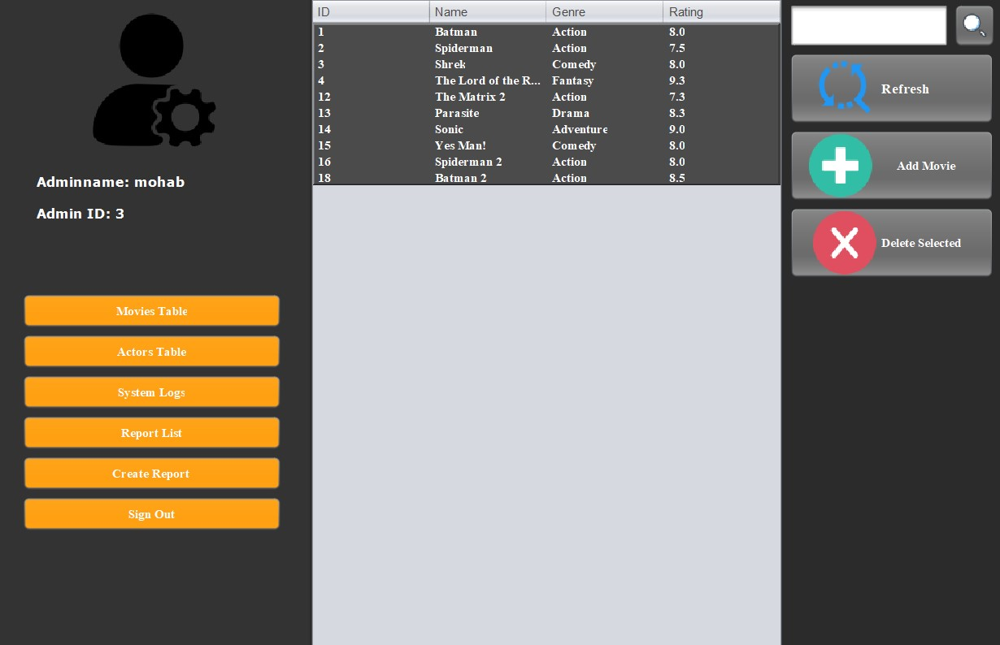 Adminname: mohab
Admin ID: 3
Movies Table
Actors Table
System Logs
Report List
Create Report
Sign Out
ID Name Genre Rating
1 Batman Action 8.0
2 Spiderman Action 7.5
3 Shrek Comedy 8.0
4 The Lord of the R... Fantasy 9.3
12 The Matrix 2 Action 7.3
13 Parasite Drama 8.3
14 Sonic Adventure 9.0
15 Yes Man! Comedy 8.0
16 Spiderman 2 Action 8.0
18 Batman 2 Action 8.5
Refresh
Add Movie
Delete Selected